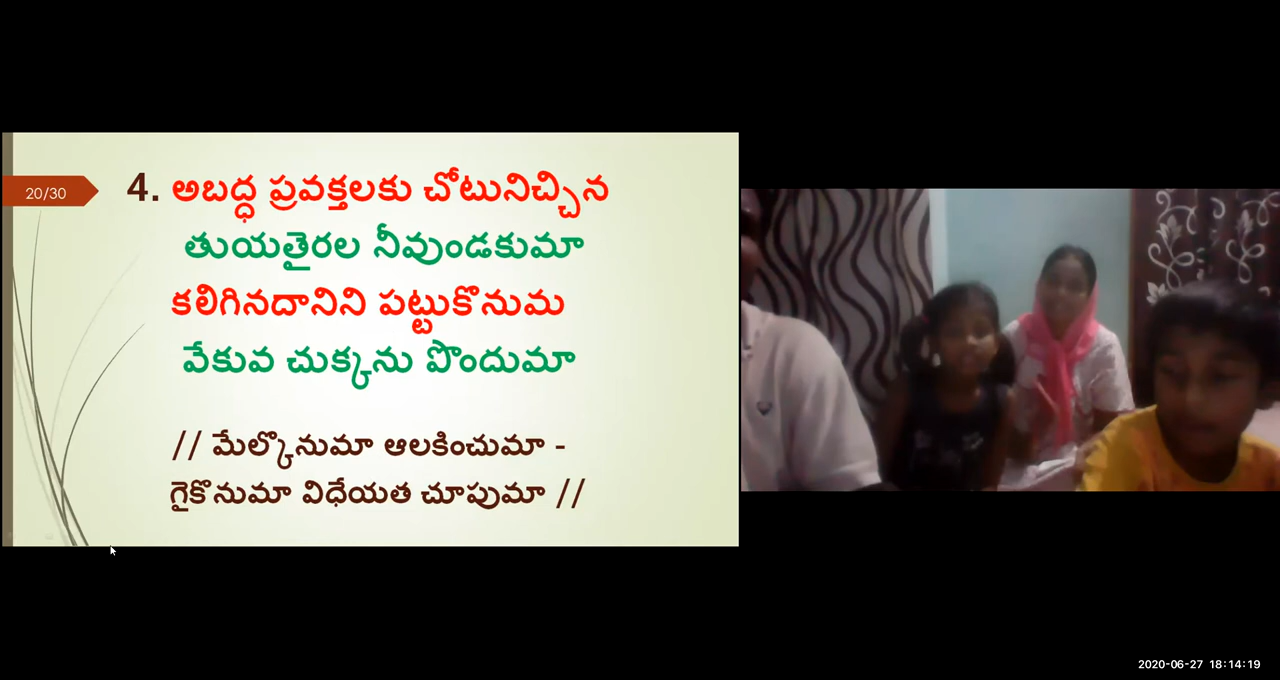 20/30
4. అబద్ధ ప్రవక్తలకు చోటునిచ్చిన
తుయతైరల నీవుండకుమా
కలిగినదానిని పట్టుకొనుమ
వేకువ చుక్కను పొందుమా
// మేల్కొనుమా ఆలకించుమా -
గైకొనుమా విధేయత చూపుమా //
2020-06-27 18:14:19